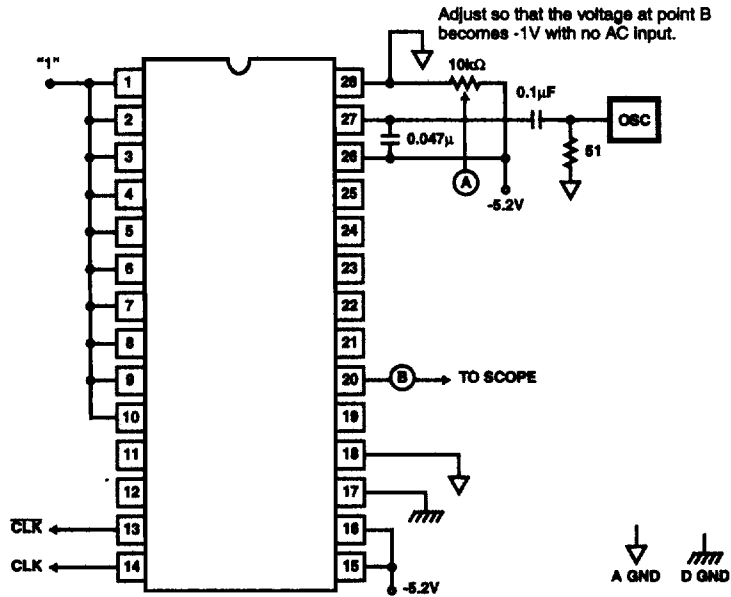 Adjust so that the voltage at point B
becomes -1V with no AC input.
"1"
10kΩ
0.1μF
OSC
51
0.047μ
A
-5.2V
1
2
3
4
5
6
7
8
9
10
11
12
13
14
28
27
26
25
24
23
22
21
20
19
18
17
16
15
B
TO SCOPE
CLK
CLK
-5.2V
A GND
D GND